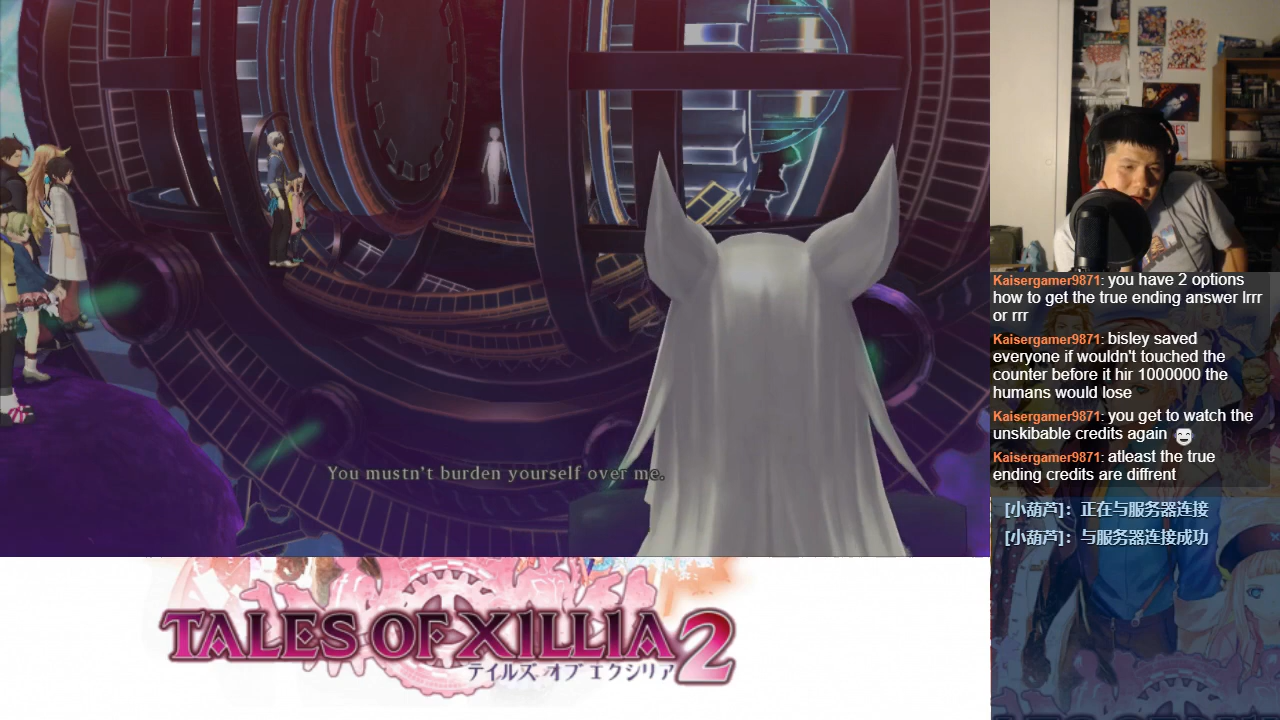 You mustn't burden yourself over me.
TALES OF XILLIA 2
テイルズ オブ エクシリア
Kaisergamer9871: you have 2 options
how to get the true ending answer lrrr
or rrr
Kaisergamer9871: bisley saved
everyone if wouldn't touched the
counter before it hir 1000000 the
humans would lose
Kaisergamer9871: you get to watch the
unskibable credits again
Kaisergamer9871: atleast the true
ending credits are diffrent
[小葫芦]：正在与服务器连接
[小葫芦]：与服务器连接成功